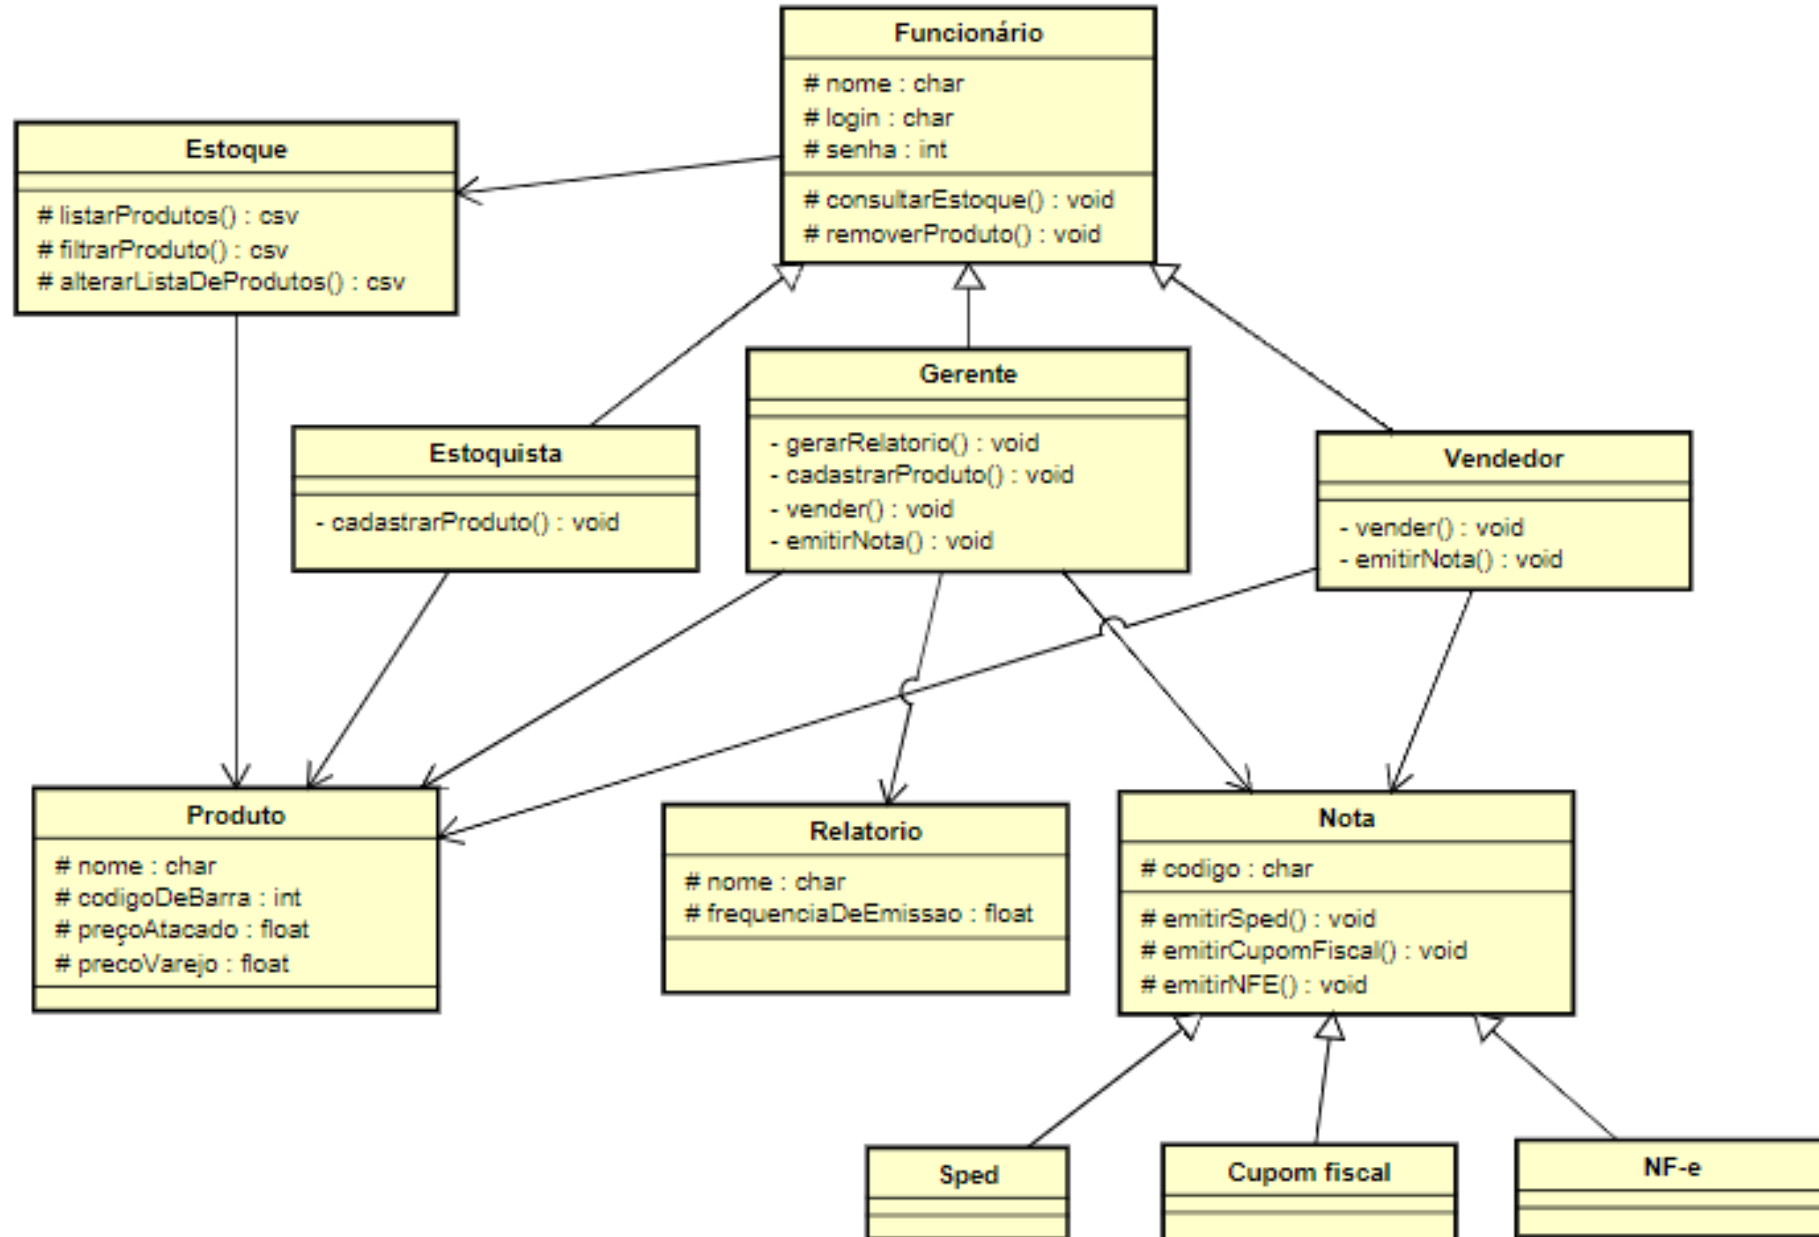 Funcionário
# nome : char
# login : char
# senha : int
# consultarEstoque() : void
# removerProduto() : void
Estoque
# listarProdutos() : csv
# filtrarProduto() : csv
# alterarListaDeProdutos() : csv
Gerente
- gerarRelatorio() : void
- cadastrarProduto() : void
- vender() : void
- emitirNota() : void
Estoquista
- cadastrarProduto() : void
Vendedor
- vender() : void
- emitirNota() : void
Produto
# nome : char
# codigoDeBarra : int
# preçoAtacado : float
# precoVarejo : float
Relatorio
# nome : char
# frequenciaDeEmissao : float
Nota
# codigo : char
# emitirSped() : void
# emitirCupomFiscal() : void
# emitirNFE() : void
Sped
Cupom fiscal
NF-e